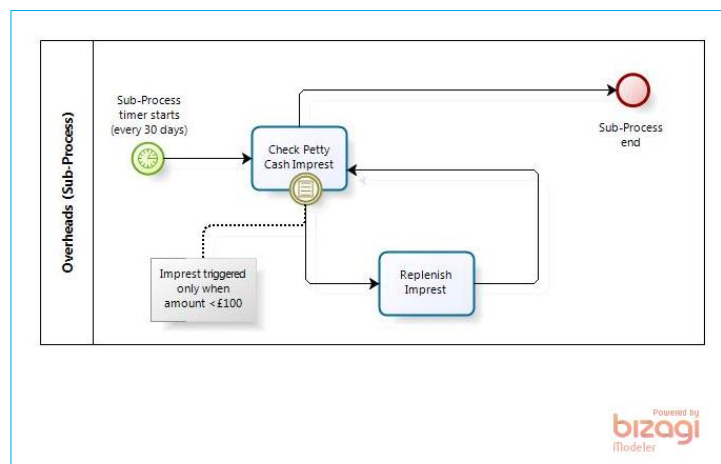 Overheads (Sub-Process)
Sub-Process
timer starts
(every 30 days)
Check Petty
Cash Imprest
Sub-Process
end
Imprest triggered
only when
amount <£100
Replenish
Imprest
Powered by
bizagi
Modeler